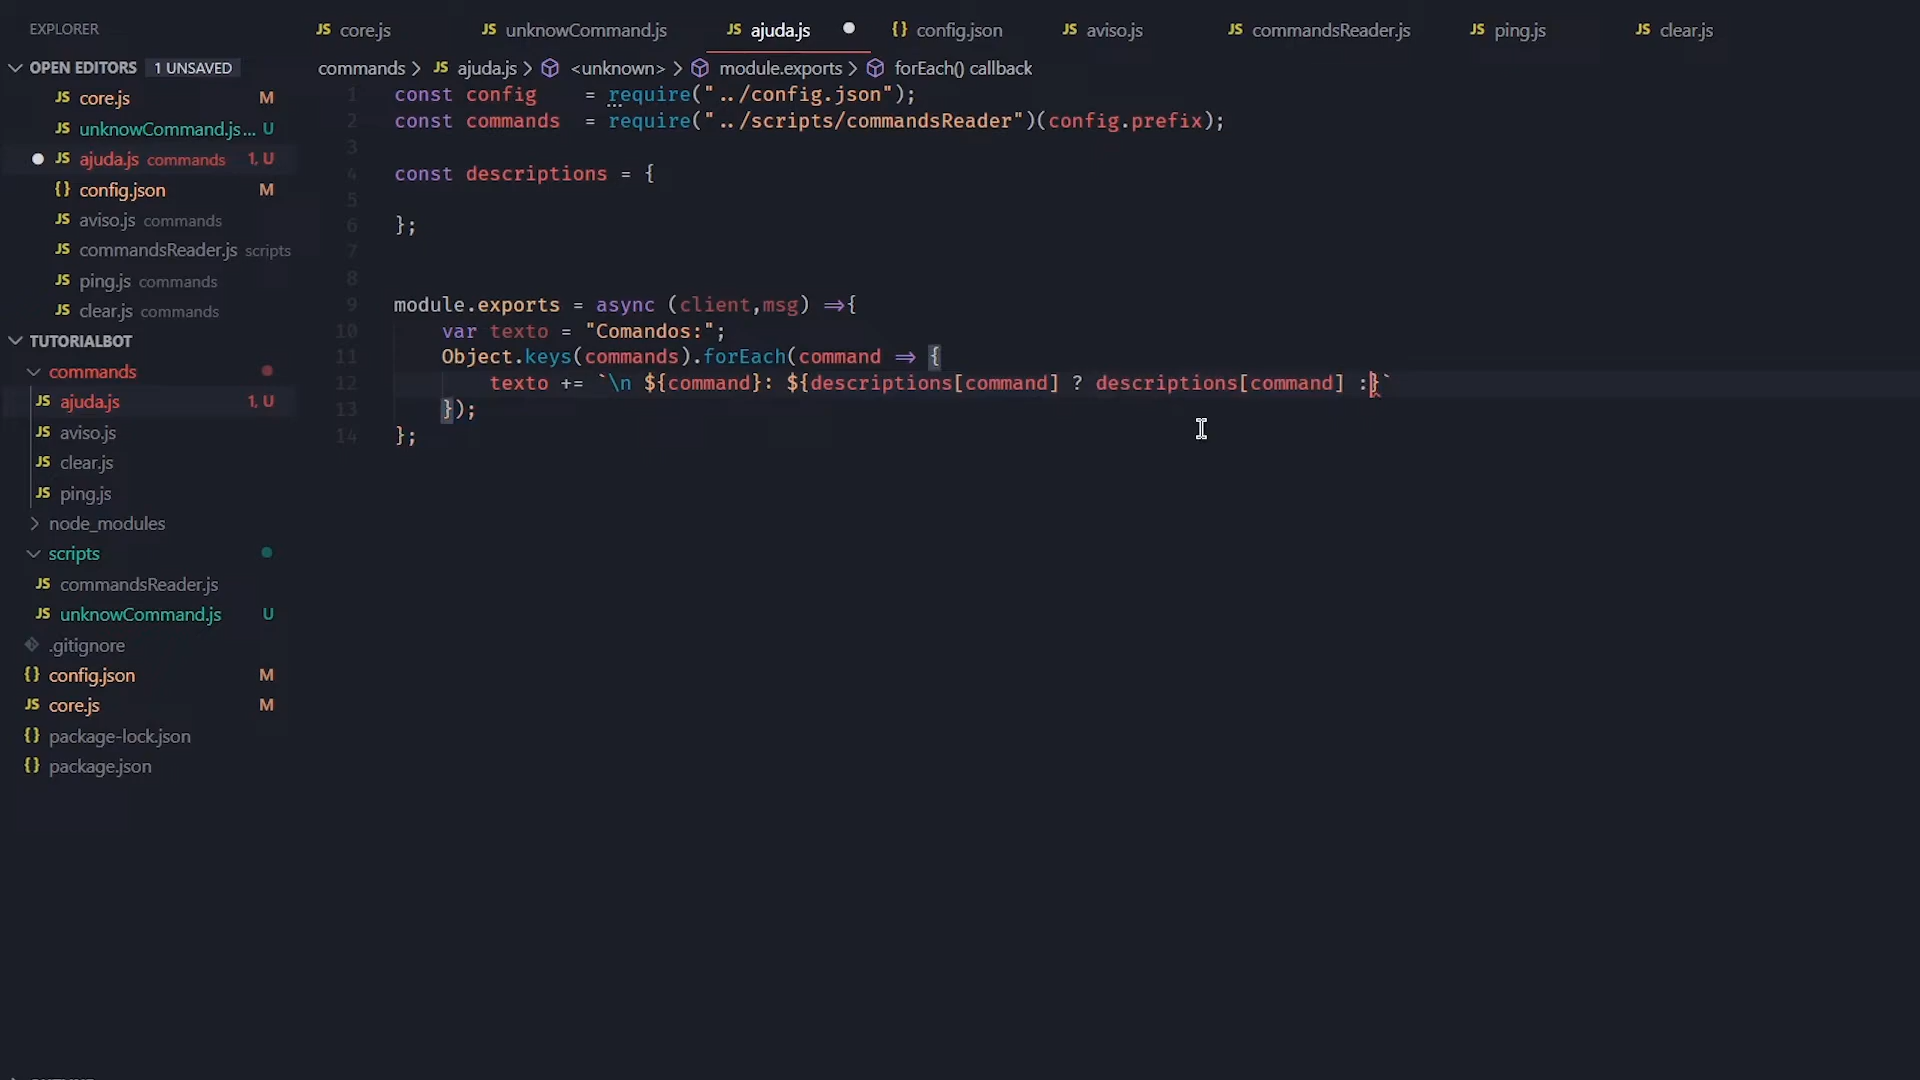 EXPLORER
OPEN EDITORS 1 UNSAVED
JS core.js M
JS unknowCommand.js... U
JS ajuda.js commands 1, U
{} config.json M
JS aviso.js commands
JS commandsReader.js scripts
JS ping.js commands
JS clear.js commands
TUTORIALBOT
commands
JS ajuda.js 1, U
JS aviso.js
JS clear.js
JS ping.js
node_modules
scripts
JS commandsReader.js
JS unknowCommand.js U
.gitignore
{} config.json M
JS core.js M
{} package-lock.json
{} package.json
JS core.js JS unknowCommand.js JS ajuda.js {} config.json JS aviso.js JS commandsReader.js JS ping.js JS clear.js
commands > JS ajuda.js > <unknown> > module.exports > forEach() callback
1 const config = require("../config.json");
2 const commands = require("../scripts/commandsReader")(config.prefix);
3
4 const descriptions = {
5
6 };
7
8
9 module.exports = async (client,msg) =>{
10 var texto = "Comandos:";
11 Object.keys(commands).forEach(command => {
12 texto += `\n ${command}: ${descriptions[command] ? descriptions[command] :}`
13 });
14 };